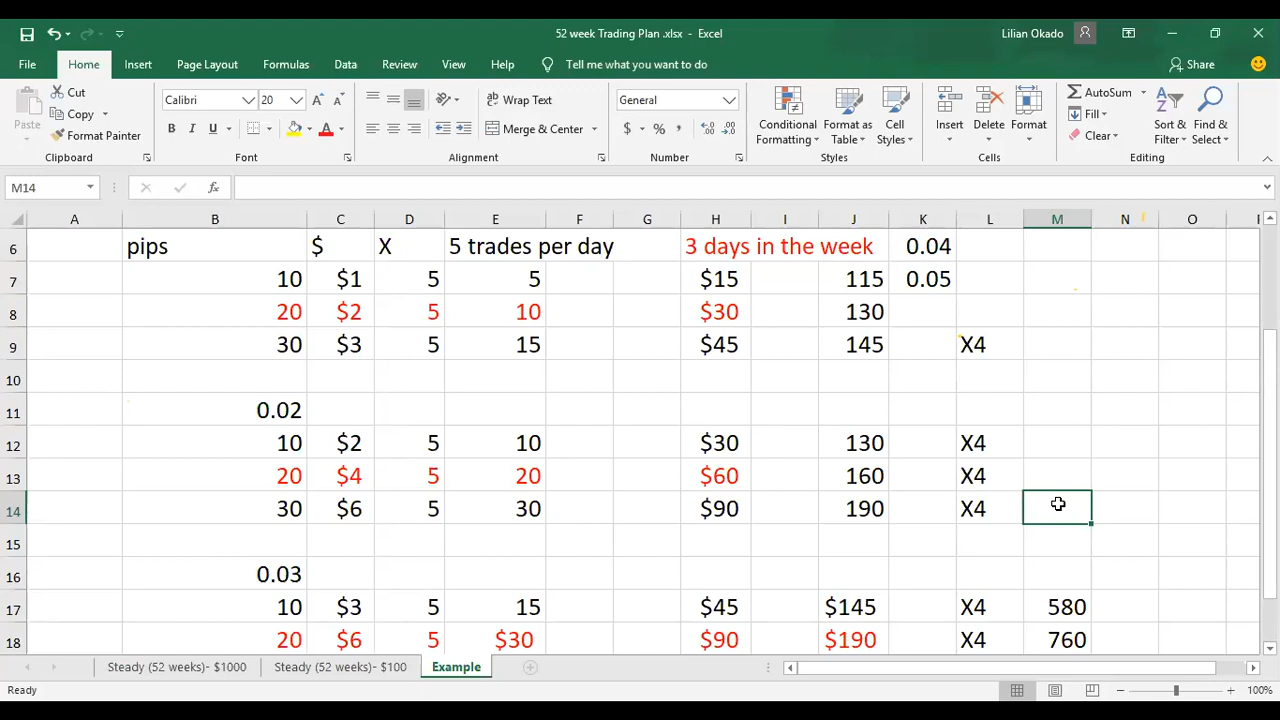 52 week Trading Plan .xlsx - Excel
Lilian Okado
File Home Insert Page Layout Formulas Data Review View Help Tell me what you want to do Share
Cut
Copy
Format Painter
Paste
Clipboard
Calibri 20
B I U
Font
Wrap Text
Merge & Center
Alignment
General
$ % ,
Number
Conditional Formatting
Format as Table
Cell Styles
Styles
Insert Delete Format
Cells
AutoSum
Fill
Clear
Sort & Filter
Find & Select
Editing
M14 fx
A B C D E F G H I J K L M N O
6 pips $ X 5 trades per day 3 days in the week 0.04
7 10 $1 5 5 $15 115 0.05
8 20 $2 5 10 $30 130
9 30 $3 5 15 $45 145 X4
10
11 0.02
12 10 $2 5 10 $30 130 X4
13 20 $4 5 20 $60 160 X4
14 30 $6 5 30 $90 190 X4
15
16 0.03
17 10 $3 5 15 $45 $145 X4 580
18 20 $6 5 $30 $90 $190 X4 760
Steady (52 weeks)- $1000 Steady (52 weeks)- $100 Example
Ready 100%